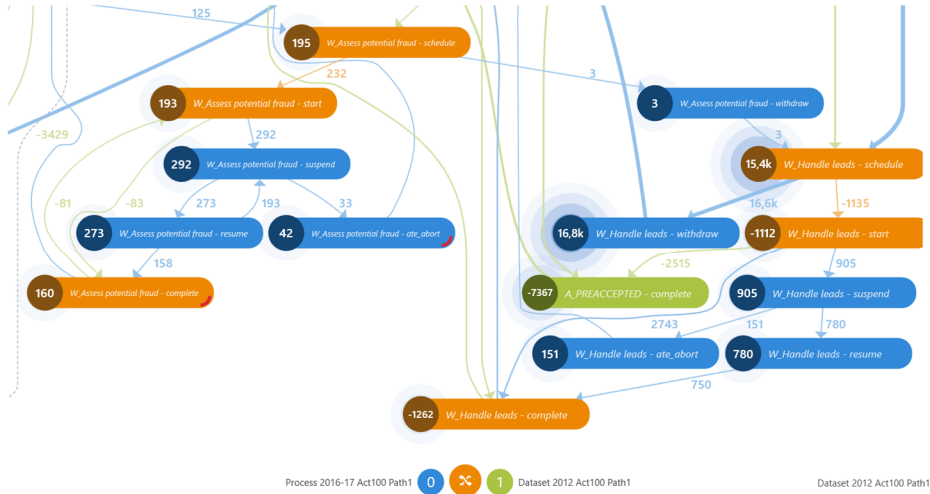 125
195 W_Assess potential fraud - schedule
232
3
193 W_Assess potential fraud - start
3 W_Assess potential fraud - withdraw
-3429
292
3
292 W_Assess potential fraud - suspend
15,4k W_Handle leads - schedule
-81
-83
273
193
33
16,6k
-1135
273 W_Assess potential fraud - resume
42 W_Assess potential fraud - ate_abort
16,8k W_Handle leads - withdraw
-1112 W_Handle leads - start
158
-2515
905
160 W_Assess potential fraud - complete
-7367 A_PREACCEPTED - complete
905 W_Handle leads - suspend
2743
151
780
151 W_Handle leads - ate_abort
780 W_Handle leads - resume
750
-1262 W_Handle leads - complete
Process 2016-17 Act100 Path1 0 1 Dataset 2012 Act100 Path1
Dataset 2012 Act100 Path1